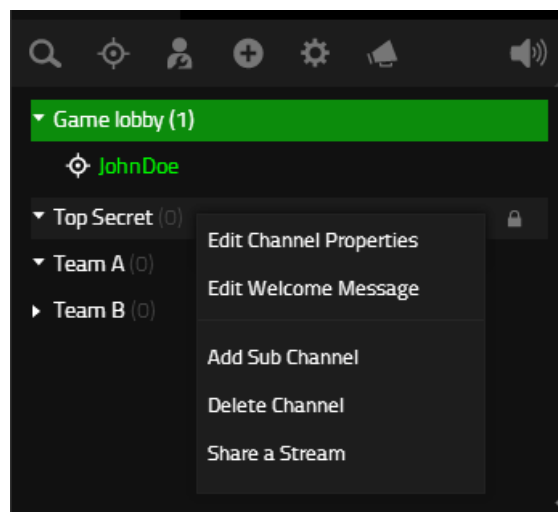 Game lobby (1)
JohnDoe
Top Secret (0)
Team A (0)
Team B (0)
Edit Channel Properties
Edit Welcome Message
Add Sub Channel
Delete Channel
Share a Stream